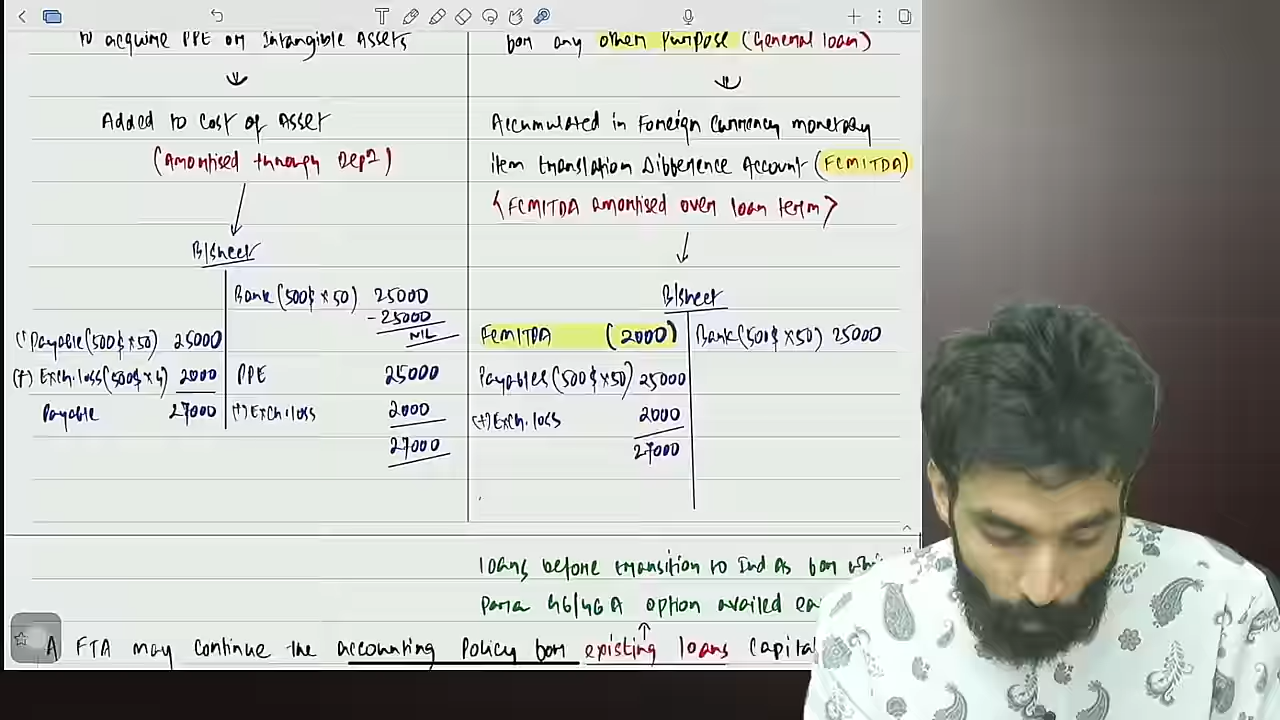 to acquire PPE or Intangible Assets
Added to Cost of Asset
(Amortised through Depn)
B/Sheet
Bank (500$ × 50) 25000
- 25000
NIL
Payable (500$ × 50) 25000
(+) Exch. loss (500$ × 4) 2000
PPE 25000
Payable 27000
(+) Exch. loss 2000
27000
for any other Purpose (General loan)
Accumulated in Foreign Currency monetary
item translation Difference Account (FCMITDA)
{FCMITDA amortised over loan term}
B/Sheet
FCMITDA (2000)
Bank (500$ × 50) 25000
Payables (500$ × 50) 25000
(+) Exch. loss 2000
27000
loans before transition to Ind As for
Para 46/46A option availed
A FTA may continue the accounting Policy for existing loans